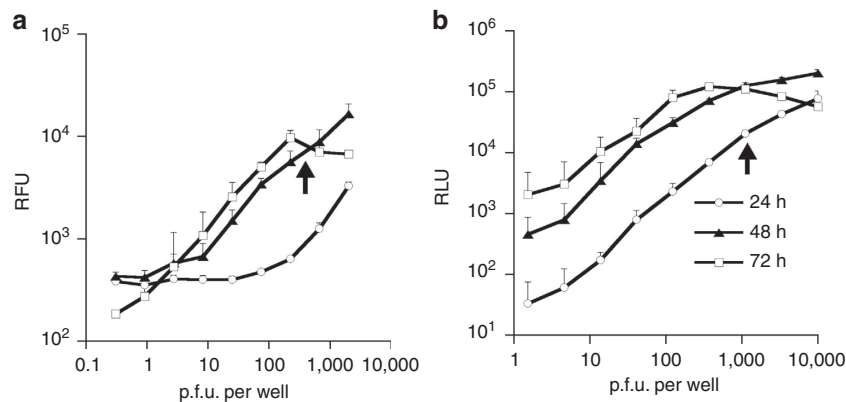 a
10^5
10^4
10^3
10^2
RFU
0.1 1 10 100 1,000 10,000
p.f.u. per well
b
10^6
10^5
10^4
10^3
10^2
10^1
RLU
24 h
48 h
72 h
1 10 100 1,000 10,000
p.f.u. per well